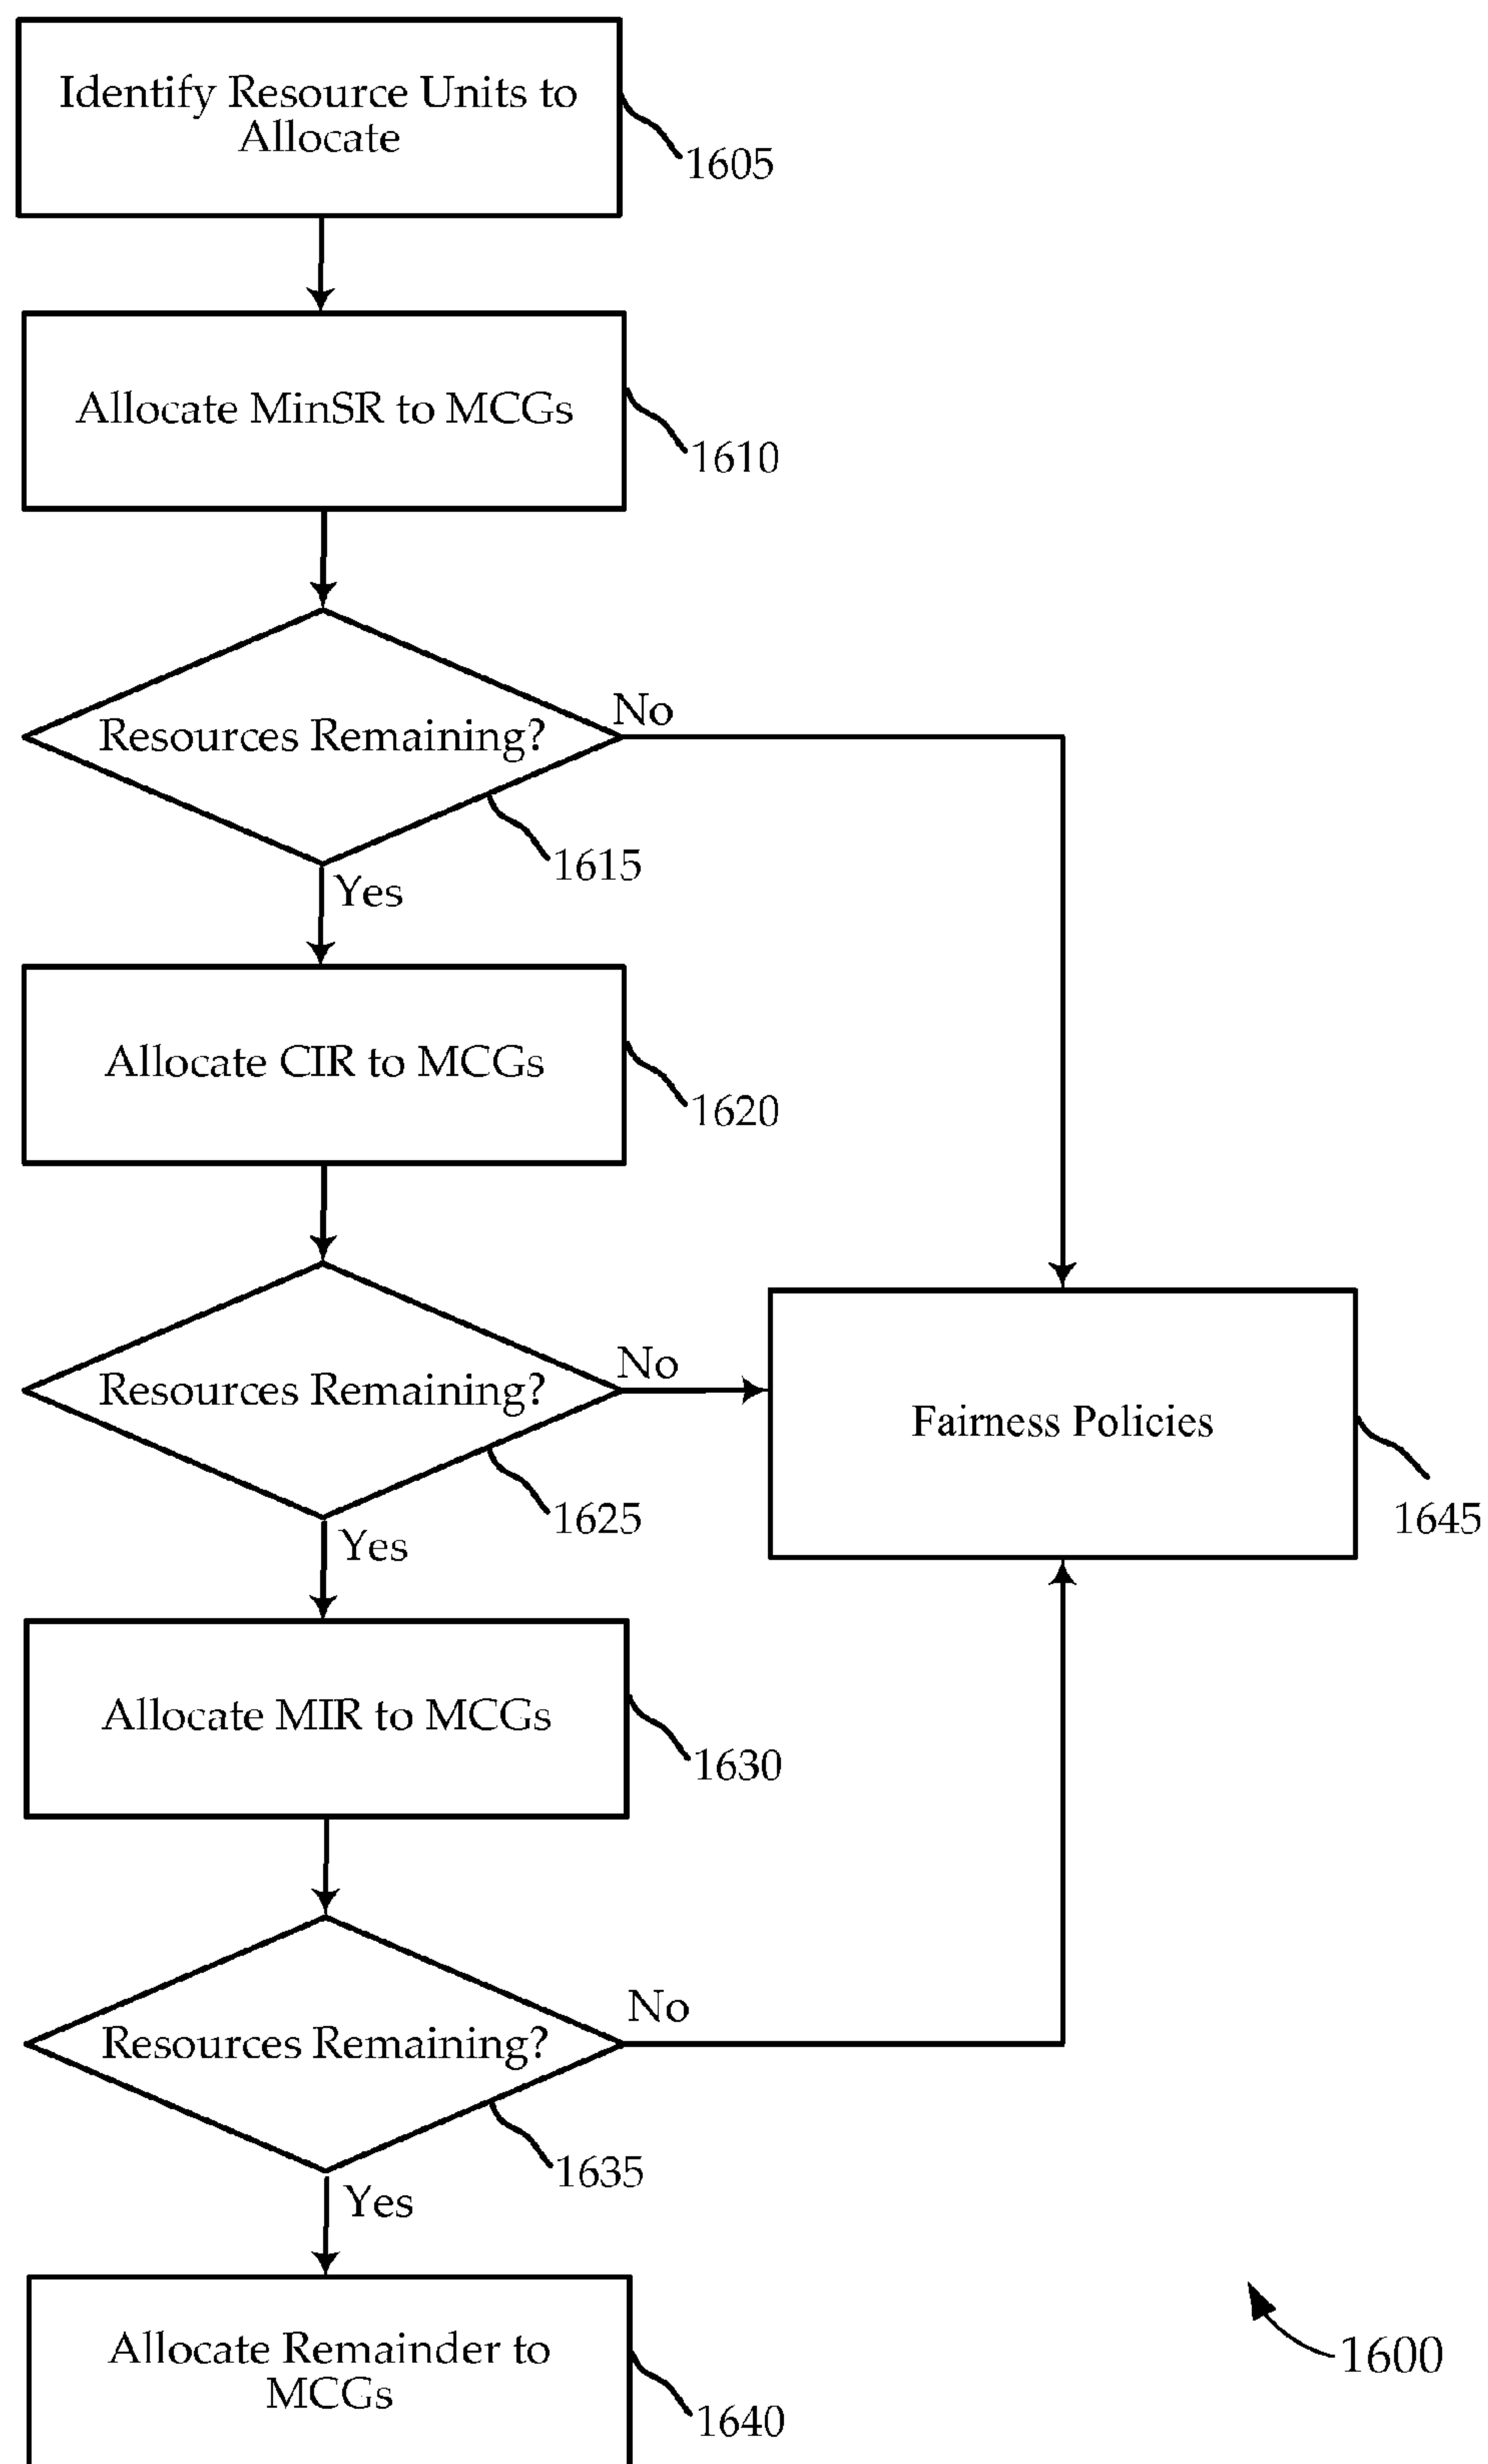 Identify Resource Units to
Allocate
1605
Allocate MinSR to MCGs
1610
Resources Remaining?
No
1615
Yes
Allocate CIR to MCGs
1620
Resources Remaining?
No
1625
Yes
Fairness Policies
1645
Allocate MIR to MCGs
1630
Resources Remaining?
No
1635
Yes
Allocate Remainder to
MCGs
1640
1600